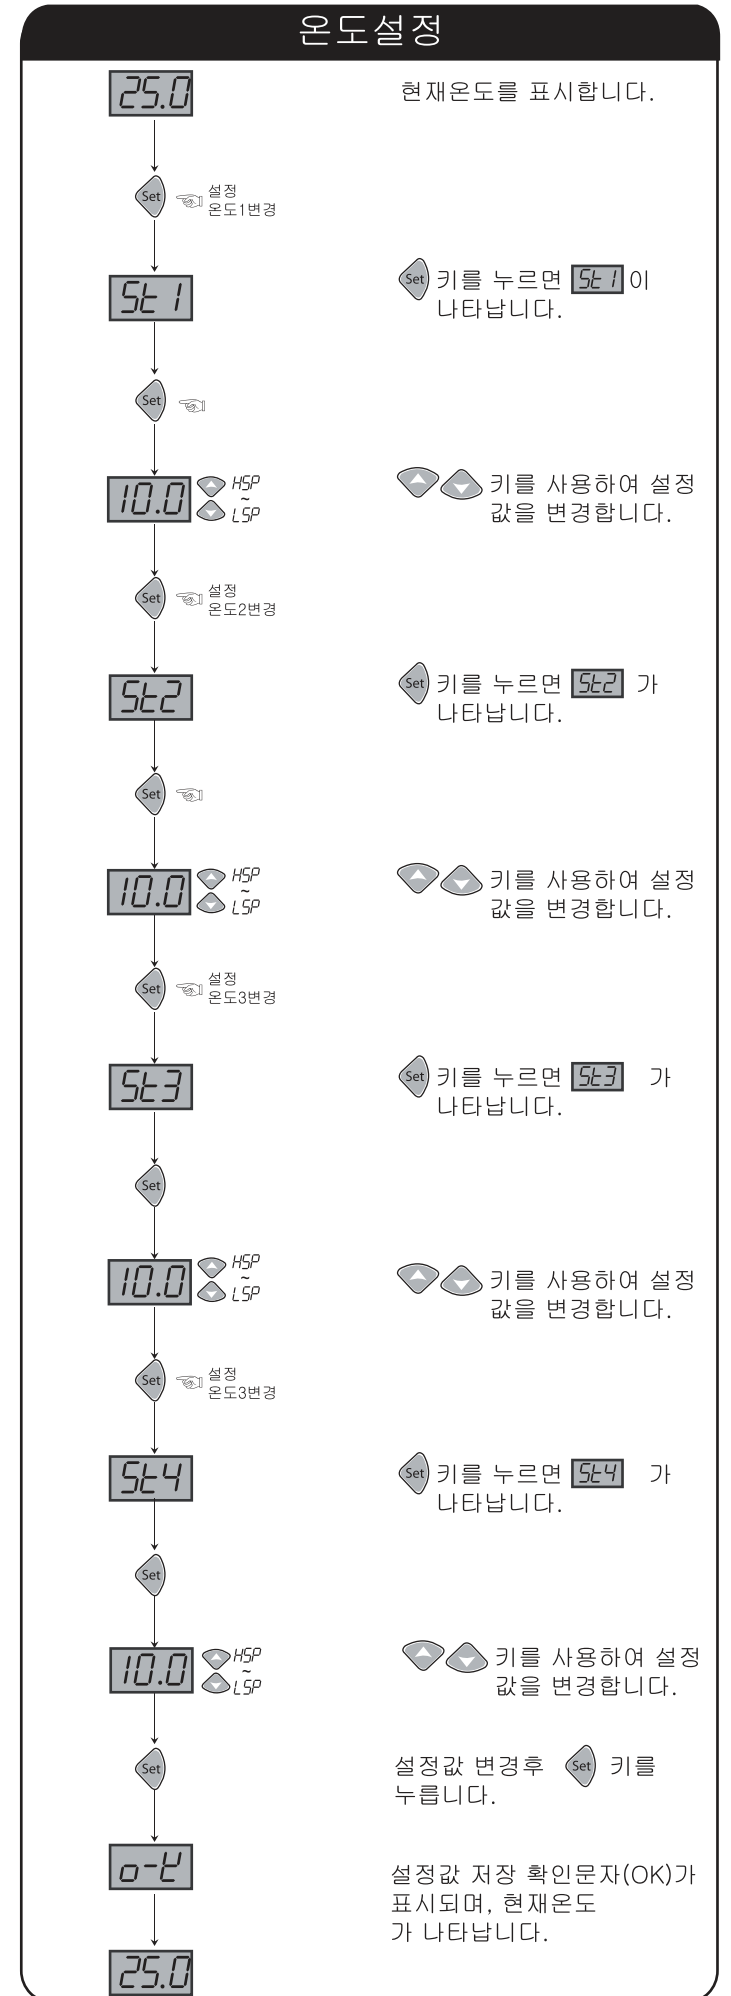 온도설정
25.0
현재온도를 표시합니다.
Set
설정
온도1변경
St1
Set 키를 누르면 St1 이
나타납니다.
Set
10.0
HSP
~
LSP
키를 사용하여 설정
값을 변경합니다.
Set
설정
온도2변경
St2
Set 키를 누르면 St2 가
나타납니다.
Set
10.0
HSP
~
LSP
키를 사용하여 설정
값을 변경합니다.
Set
설정
온도3변경
St3
Set 키를 누르면 St3 가
나타납니다.
Set
10.0
HSP
~
LSP
키를 사용하여 설정
값을 변경합니다.
Set
설정
온도3변경
St4
Set 키를 누르면 St4 가
나타납니다.
Set
10.0
HSP
~
LSP
키를 사용하여 설정
값을 변경합니다.
Set
설정값 변경후 Set 키를
누릅니다.
o-k
설정값 저장 확인문자(OK)가
표시되며, 현재온도
가 나타납니다.
25.0